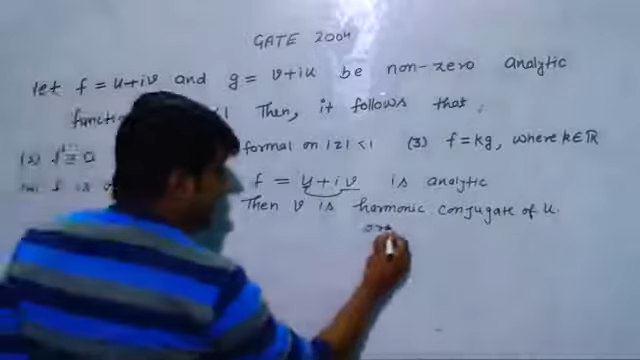 GATE 2004
let f = u+iv and g = v+iu be non-zero analytic
1 Then, it follows that,
formal on |z| <1 (3) f = kg, where k∈ℝ
f = u + iv is analytic
Then v is harmonic conjugate of u.